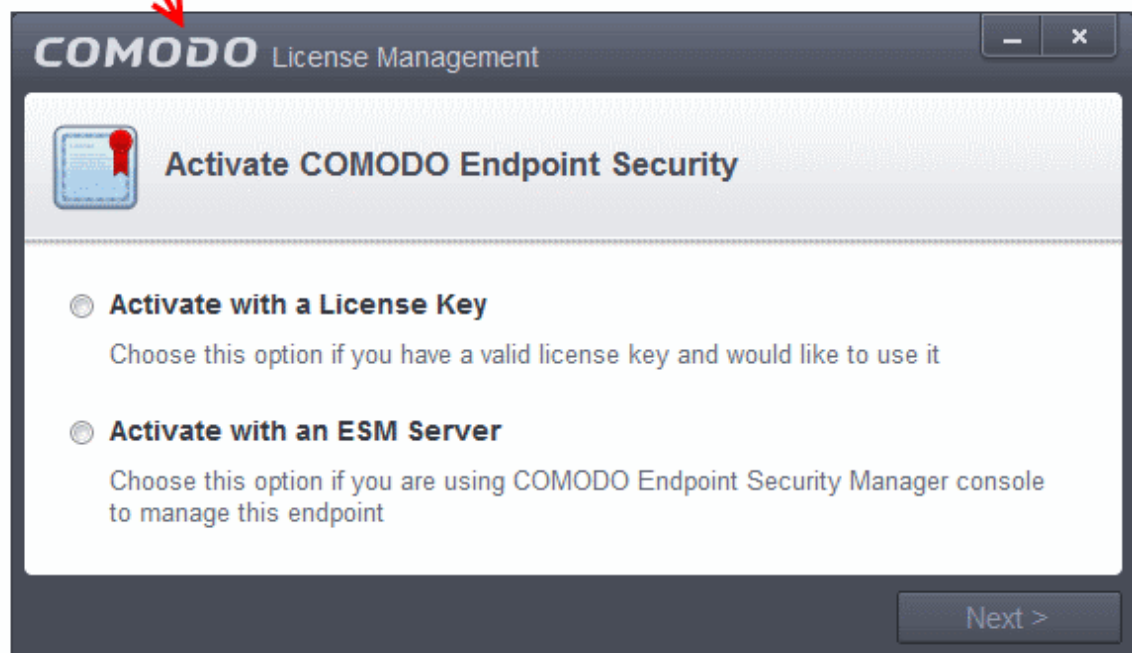 COMODO License Management
Activate COMODO Endpoint Security
Activate with a License Key
Choose this option if you have a valid license key and would like to use it
Activate with an ESM Server
Choose this option if you are using COMODO Endpoint Security Manager console
to manage this endpoint
Next >